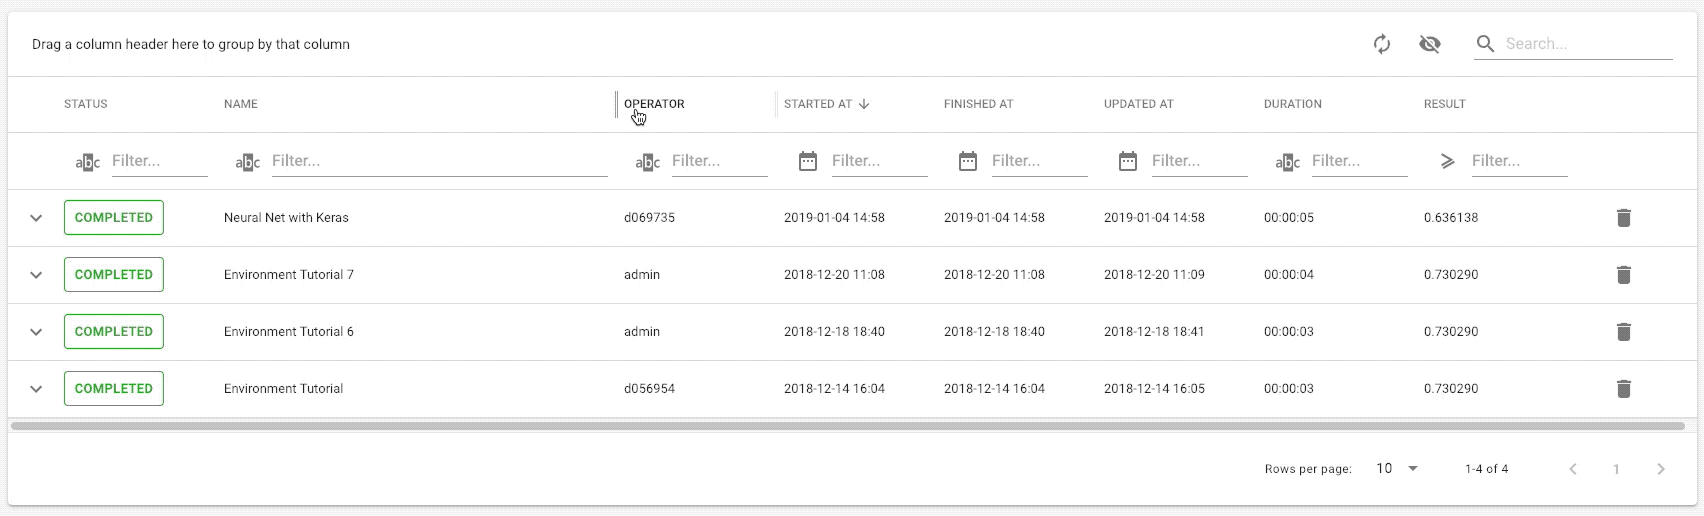 Drag a column header here to group by that column Search...
STATUS NAME OPERATOR STARTED AT FINISHED AT UPDATED AT DURATION RESULT
abc Filter... abc Filter... abc Filter... Filter... Filter... Filter... abc Filter... Filter...
COMPLETED Neural Net with Keras d069735 2019-01-04 14:58 2019-01-04 14:58 2019-01-04 14:58 00:00:05 0.636138
COMPLETED Environment Tutorial 7 admin 2018-12-20 11:08 2018-12-20 11:08 2018-12-20 11:09 00:00:04 0.730290
COMPLETED Environment Tutorial 6 admin 2018-12-18 18:40 2018-12-18 18:40 2018-12-18 18:41 00:00:03 0.730290
COMPLETED Environment Tutorial d056954 2018-12-14 16:04 2018-12-14 16:04 2018-12-14 16:05 00:00:03 0.730290
Rows per page: 10 1-4 of 4 1